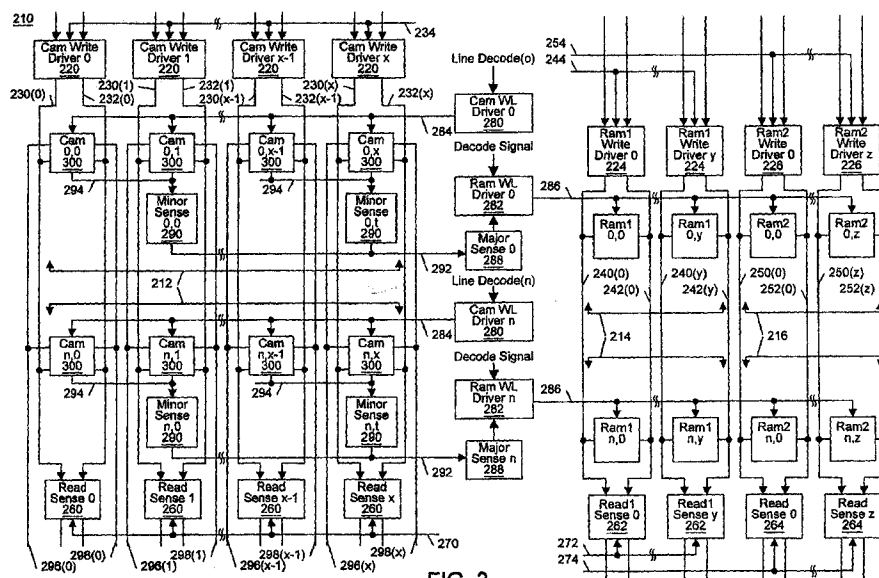 210
234
Cam Write Driver 0 220
Cam Write Driver 1 220
Cam Write Driver x-1 220
Cam Write Driver x 220
230(0)
232(0)
230(1)
232(1)
230(x-1)
232(x-1)
230(x)
232(x)
Line Decode(o)
Cam WL Driver 0 280
284
Cam 0,0 300
Cam 0,1 300
Cam 0,x-1 300
Cam 0,x 300
294
294
Minor Sense 0,0 290
Minor Sense 0,t 290
Decode Signal
Ram WL Driver 0 282
286
Major Sense 0 288
292
212
Line Decode(n)
Cam WL Driver n 280
284
Cam n,0 300
Cam n,1 300
Cam n,x-1 300
Cam n,x 300
294
294
Minor Sense n,0 290
Minor Sense n,t 290
Decode Signal
Ram WL Driver n 282
286
Major Sense n 288
292
Read Sense 0 260
Read Sense 1 260
Read Sense x-1 260
Read Sense x 260
270
296(0)
298(0)
296(1)
298(1)
296(x-1)
298(x-1)
296(x)
298(x)
254
244
Ram1 Write Driver 0 224
Ram1 Write Driver y 224
Ram2 Write Driver 0 228
Ram2 Write Driver z 226
Ram1 0,0
Ram1 0,y
Ram2 0,0
Ram2 0,z
240(0)
242(0)
240(y)
242(y)
250(0)
252(0)
250(z)
252(z)
214
216
Ram1 n,0
Ram1 n,y
Ram2 n,0
Ram2 n,z
Read1 Sense 0 262
Read1 Sense y 262
Read Sense 0 264
Read Sense z 264
272
274